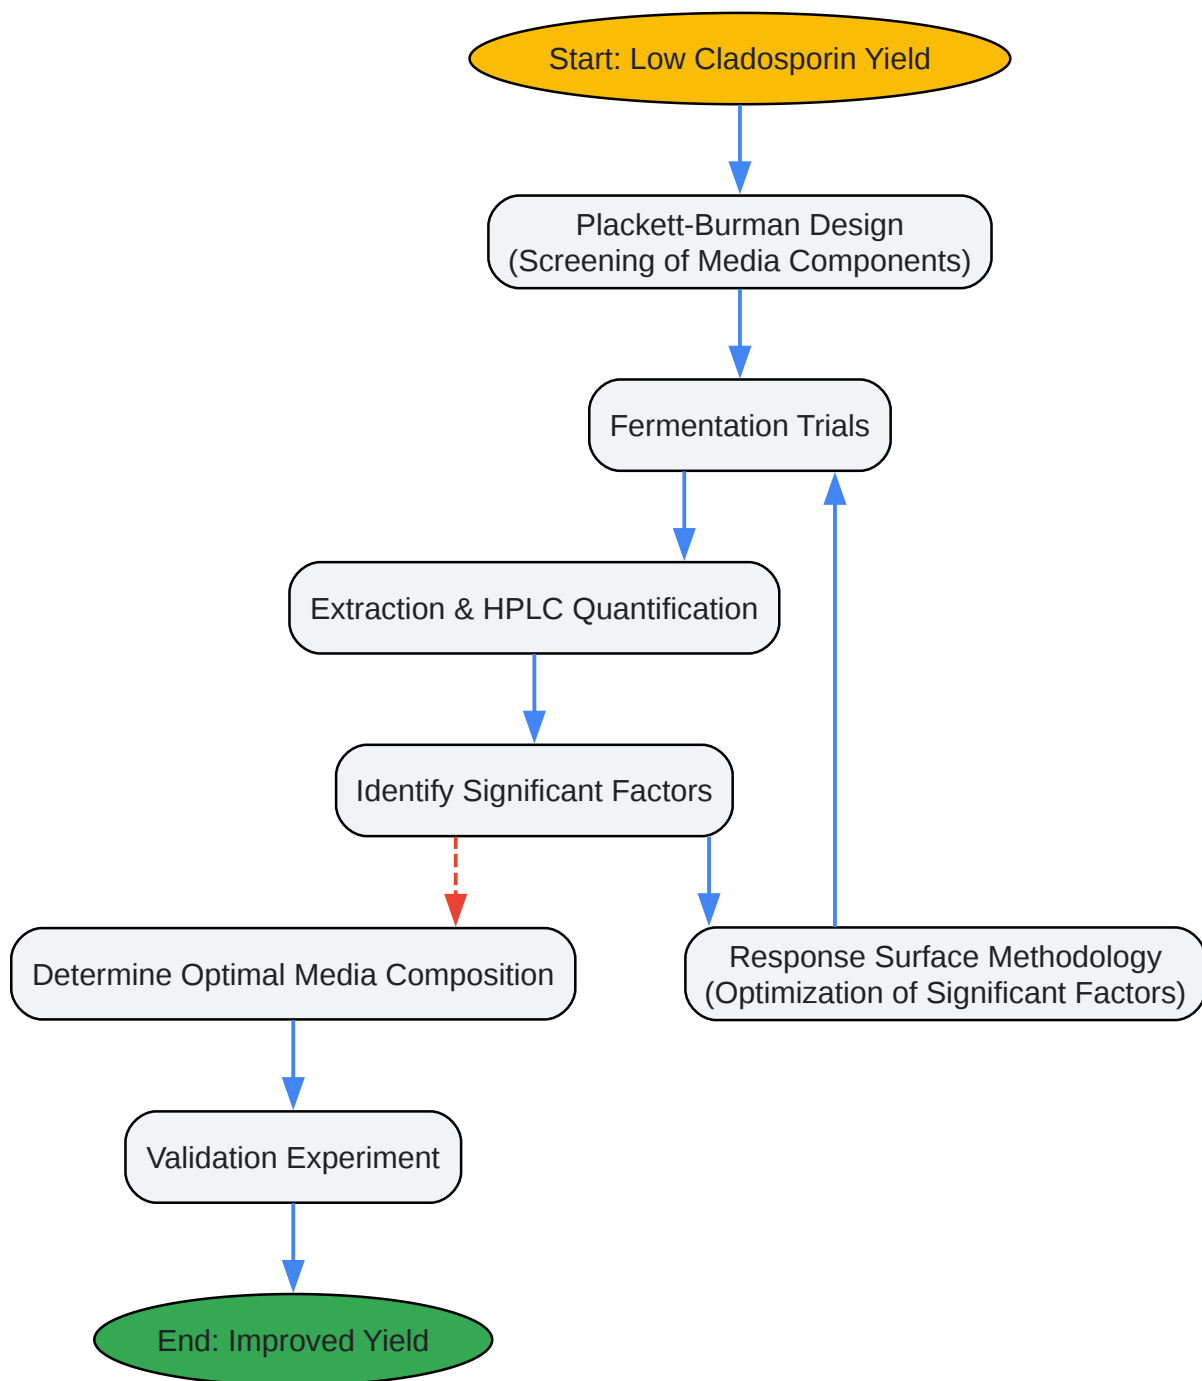 Start: Low Cladosporin Yield
Plackett-Burman Design
(Screening of Media Components)
Fermentation Trials
Extraction & HPLC Quantification
Identify Significant Factors
Determine Optimal Media Composition
Response Surface Methodology
(Optimization of Significant Factors)
Validation Experiment
End: Improved Yield